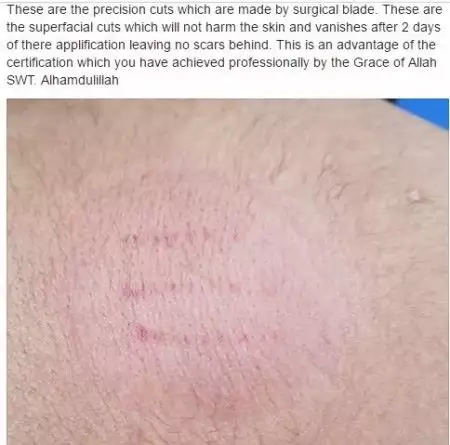 These are the precision cuts which are made by surgical blade. These are
the superfacial cuts which will not harm the skin and vanishes after 2 days
of there applification leaving no scars behind. This is an advantage of the
certification which you have achieved professionally by the Grace of Allah
SWT. Alhamdulillah